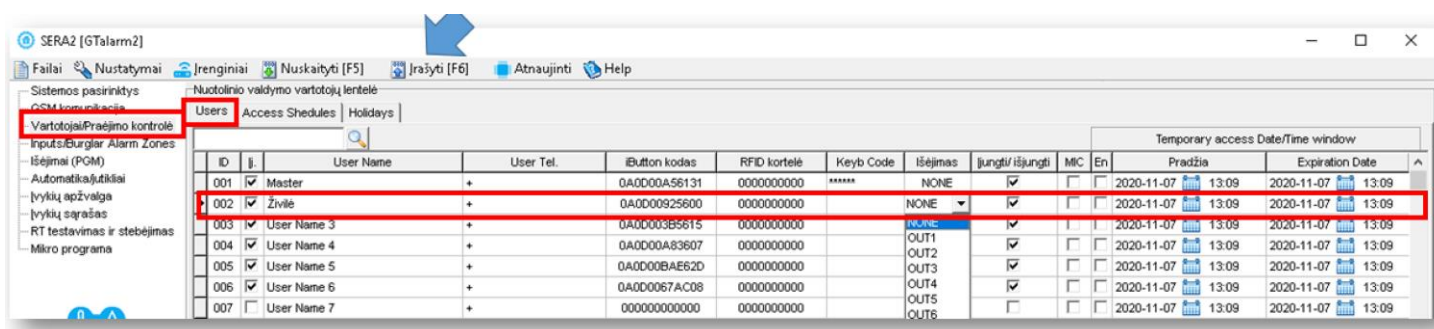 SERA2 [GTalarm2]
Failai Nustatymai Įrenginiai Nuskaityti [F5] Įrašyti [F6] Atnaujinti Help
Sistemos pasirinktys
GSM komunikacija
Vartotojai/Praėjimo kontrolė
Inputs/Burglar Alarm Zones
Išėjimai (PGM)
Automatika/jutikliai
Įvykių apžvalga
Įvykių sąrašas
RT testavimas ir stebėjimas
Mikro programa
Nuotolinio valdymo vartotojų lentelė
Users Access Shedules Holidays
Temporary access Date/Time window
ID Įj. User Name User Tel. iButton kodas RFID kortelė Keyb Code Išėjimas Įjungti/išjungti MIC En Pradžia Expiration Date
001 Master + 0A0D00A56131 0000000000 ****** NONE 2020-11-07 13:09 2020-11-07 13:09
002 Živilė + 0A0D00925600 0000000000 NONE 2020-11-07 13:09 2020-11-07 13:09
003 User Name 3 + 0A0D003B5615 0000000000 NONE 2020-11-07 13:09 2020-11-07 13:09
004 User Name 4 + 0A0D00A83607 0000000000 OUT1 2020-11-07 13:09 2020-11-07 13:09
OUT2
005 User Name 5 + 0A0D00BAE62D 0000000000 OUT3 2020-11-07 13:09 2020-11-07 13:09
006 User Name 6 + 0A0D0067AC08 0000000000 OUT4 2020-11-07 13:09 2020-11-07 13:09
OUT5
007 User Name 7 + 000000000000 0000000000 OUT6 2020-11-07 13:09 2020-11-07 13:09